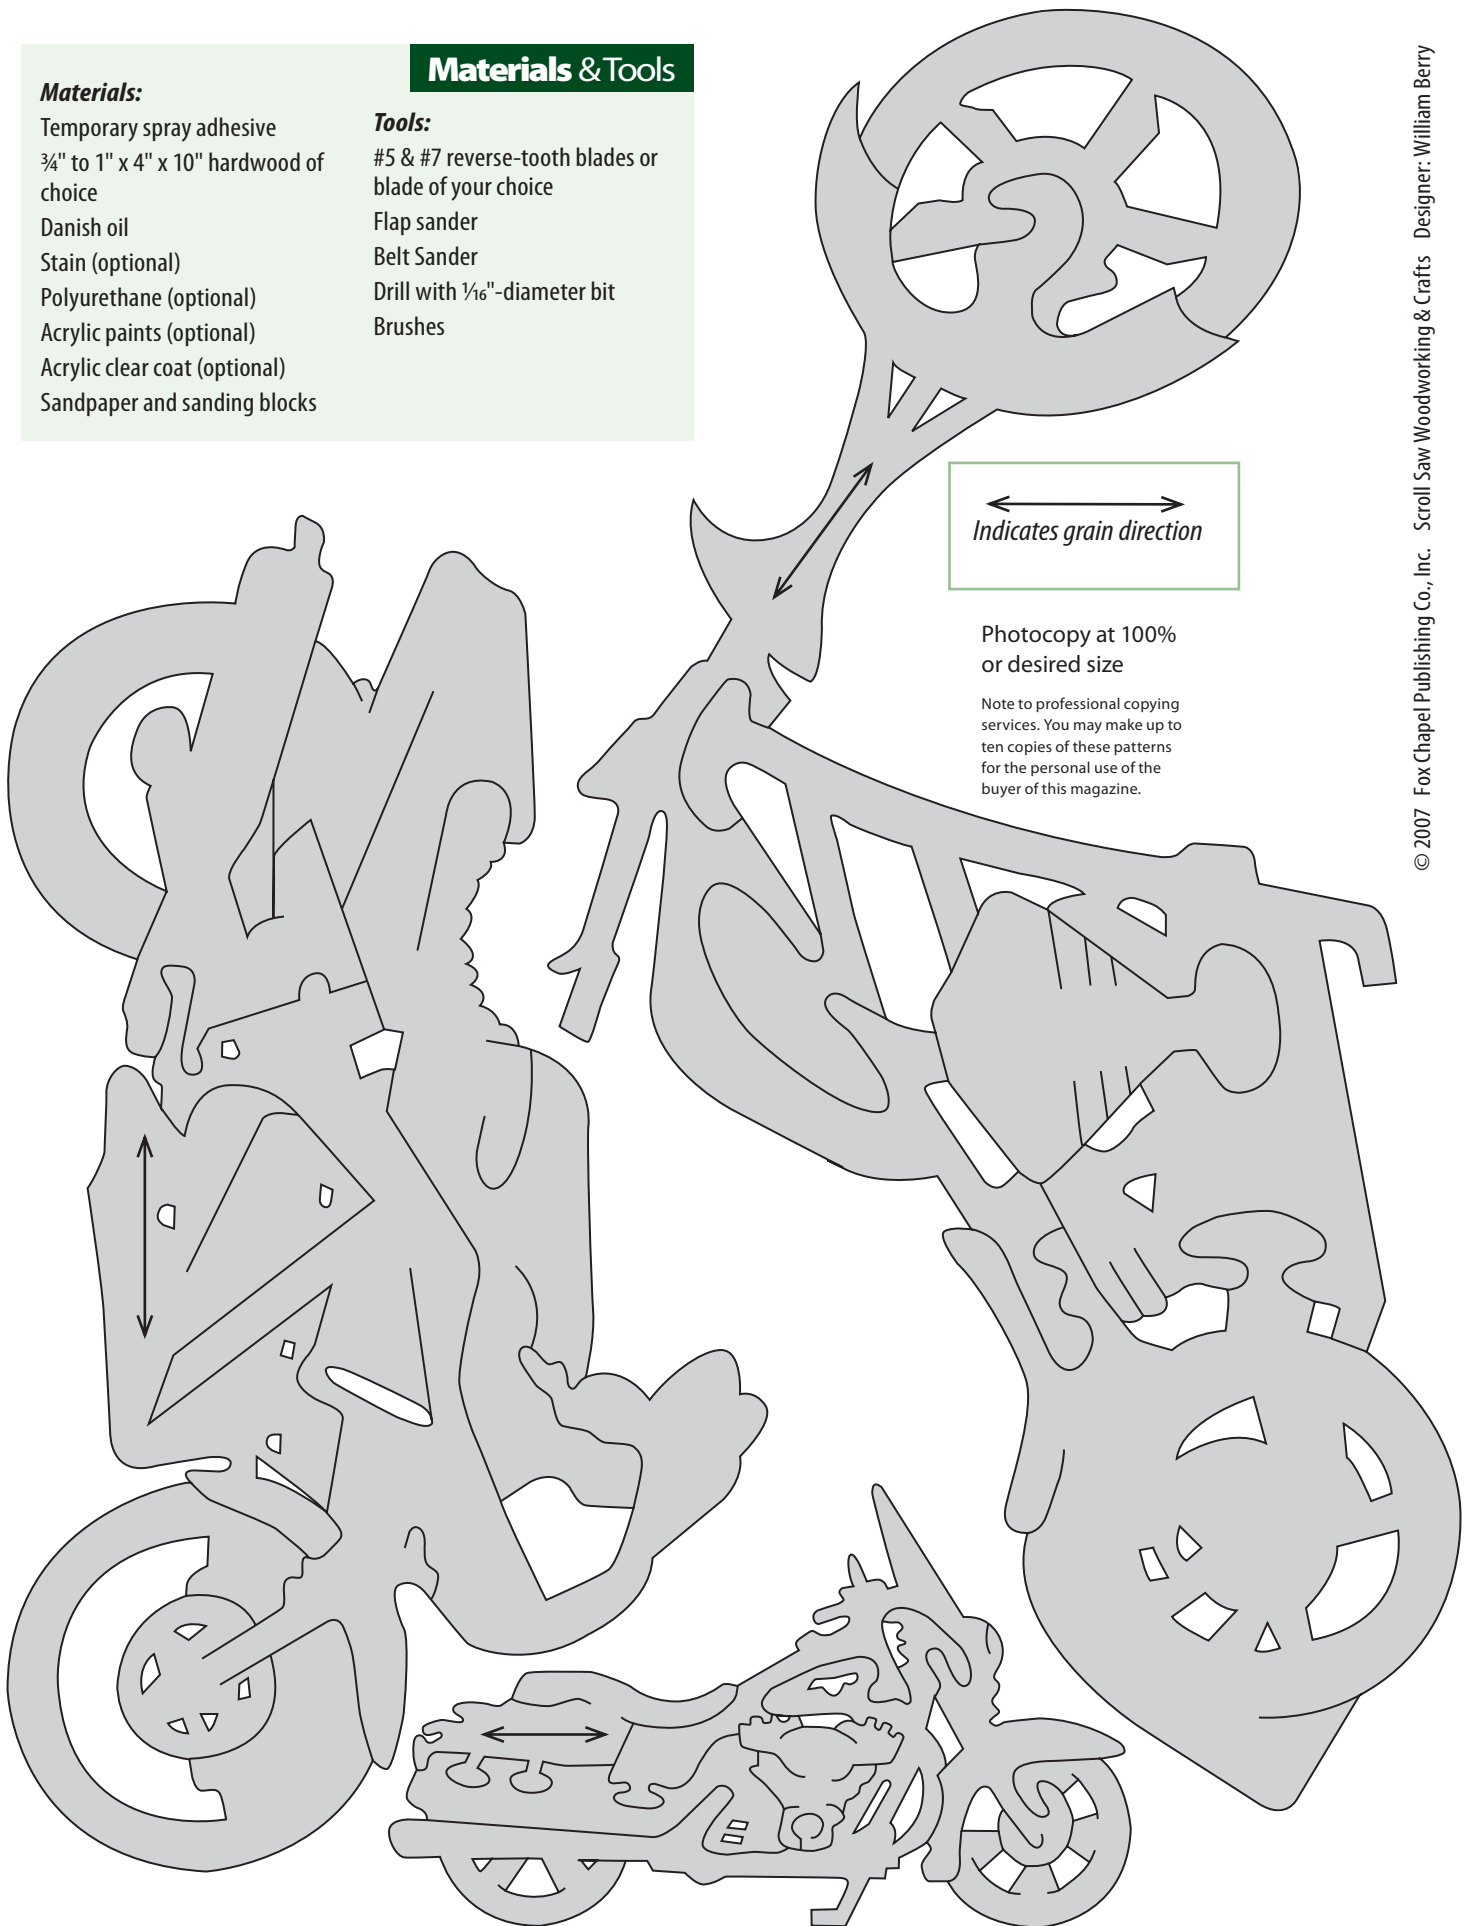 Materials & Tools
Materials:
Temporary spray adhesive
¾" to 1" x 4" x 10" hardwood of
choice
Danish oil
Stain (optional)
Polyurethane (optional)
Acrylic paints (optional)
Acrylic clear coat (optional)
Sandpaper and sanding blocks
Tools:
#5 & #7 reverse-tooth blades or
blade of your choice
Flap sander
Belt Sander
Drill with 1⁄16"-diameter bit
Brushes
Indicates grain direction
Photocopy at 100%
or desired size
Note to professional copying
services. You may make up to
ten copies of these patterns
for the personal use of the
buyer of this magazine.
© 2007 Fox Chapel Publishing Co., Inc. Scroll Saw Woodworking & Crafts Designer: William Berry